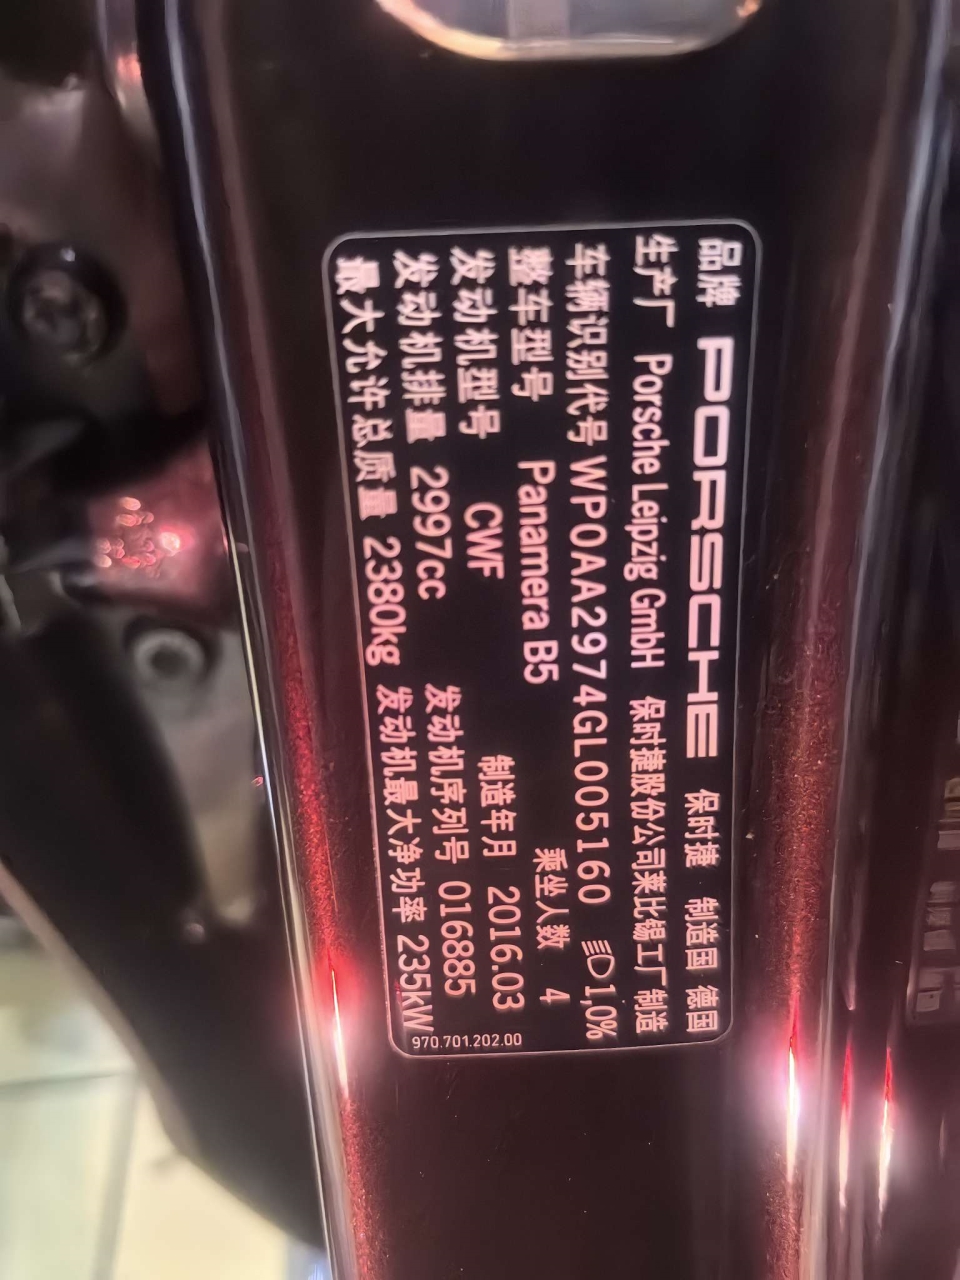 品牌 PORSCHE 保时捷 制造国 德国
生产厂 Porsche Leipzig GmbH 保时捷股份公司莱比锡工厂制造
车辆识别代号 WP0AA2974GL005160 1,0%
整车型号 Panamera B5 乘坐人数 4
发动机型号 CWF 制造年月 2016.03
发动机排量 2997cc 发动机序列号 016885
最大允许总质量 2380kg 发动机最大净功率 235kW
970.701.202.00